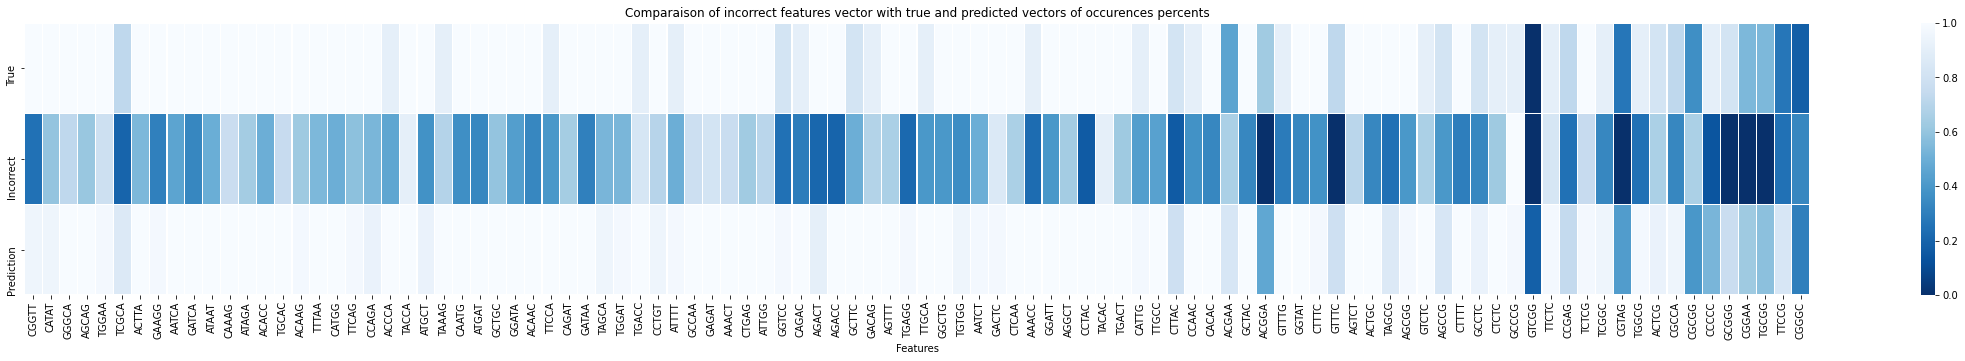 Comparaison of incorrect features vector with true and predicted vectors of occurences percents
True
Incorrect
Prediction
CGGTT
CATAT
GGGCA
AGCAG
TGGAA
TCGCA
ACTTA
GAAGG
AATCA
GATCA
ATAAT
CAAAG
ATAGA
ACACC
TGCAC
ACAAG
TTTAA
CATGG
TTCAG
CCAGA
ACCCA
TACCA
ATGCT
TAAAG
CAATG
ATGAT
GCTGC
GGATA
ACAAC
TTCCA
CAGAT
GATAA
TAGCA
TGGAT
TGACC
CCTGT
ATTTT
GCCAA
GAGAT
AAACT
CTGAG
ATTGG
GGTCC
CAGAC
AGACT
AGACC
GCTTC
GACAG
AGTTT
TGAGG
TTGCA
GGCTG
TGTGG
AATCT
GACTC
CTCAA
AAACC
GGATT
AGGCT
CCTAC
TACAC
TGACT
CATTG
TTGCC
CTTAC
CCAAC
CACAC
ACGAA
GCTAC
ACGGA
GTTTG
GGTAT
CTTTC
GTTTC
AGTCT
ACTGC
TAGCG
AGCGG
GTCTC
AGCCG
CTTTT
GCCTC
CTCTC
GCCCG
GTCGG
TTCTC
CCGAG
TCTCG
TCGGC
CGTAG
TGGCG
ACTCG
CGCCA
CGCGG
CCCCC
GCGGG
CGGAA
TGCGG
TTCCG
CGGGC
Features
1.0
0.8
0.6
0.4
0.2
0.0